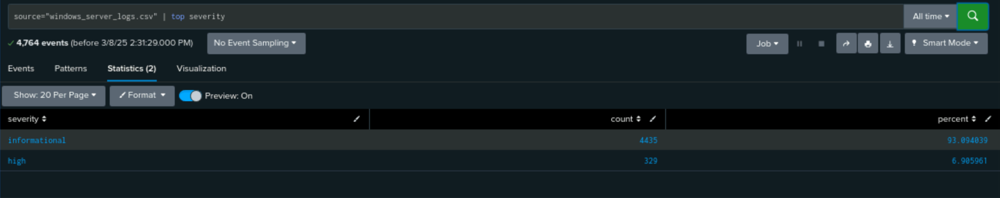 source="windows_server_logs.csv" | top severity
All time
4,764 events (before 3/8/25 2:31:29.000 PM)
No Event Sampling
Job
Smart Mode
Events
Patterns
Statistics (2)
Visualization
Show: 20 Per Page
Format
Preview: On
severity count percent
informational 4435 93.094039
high 329 6.905961